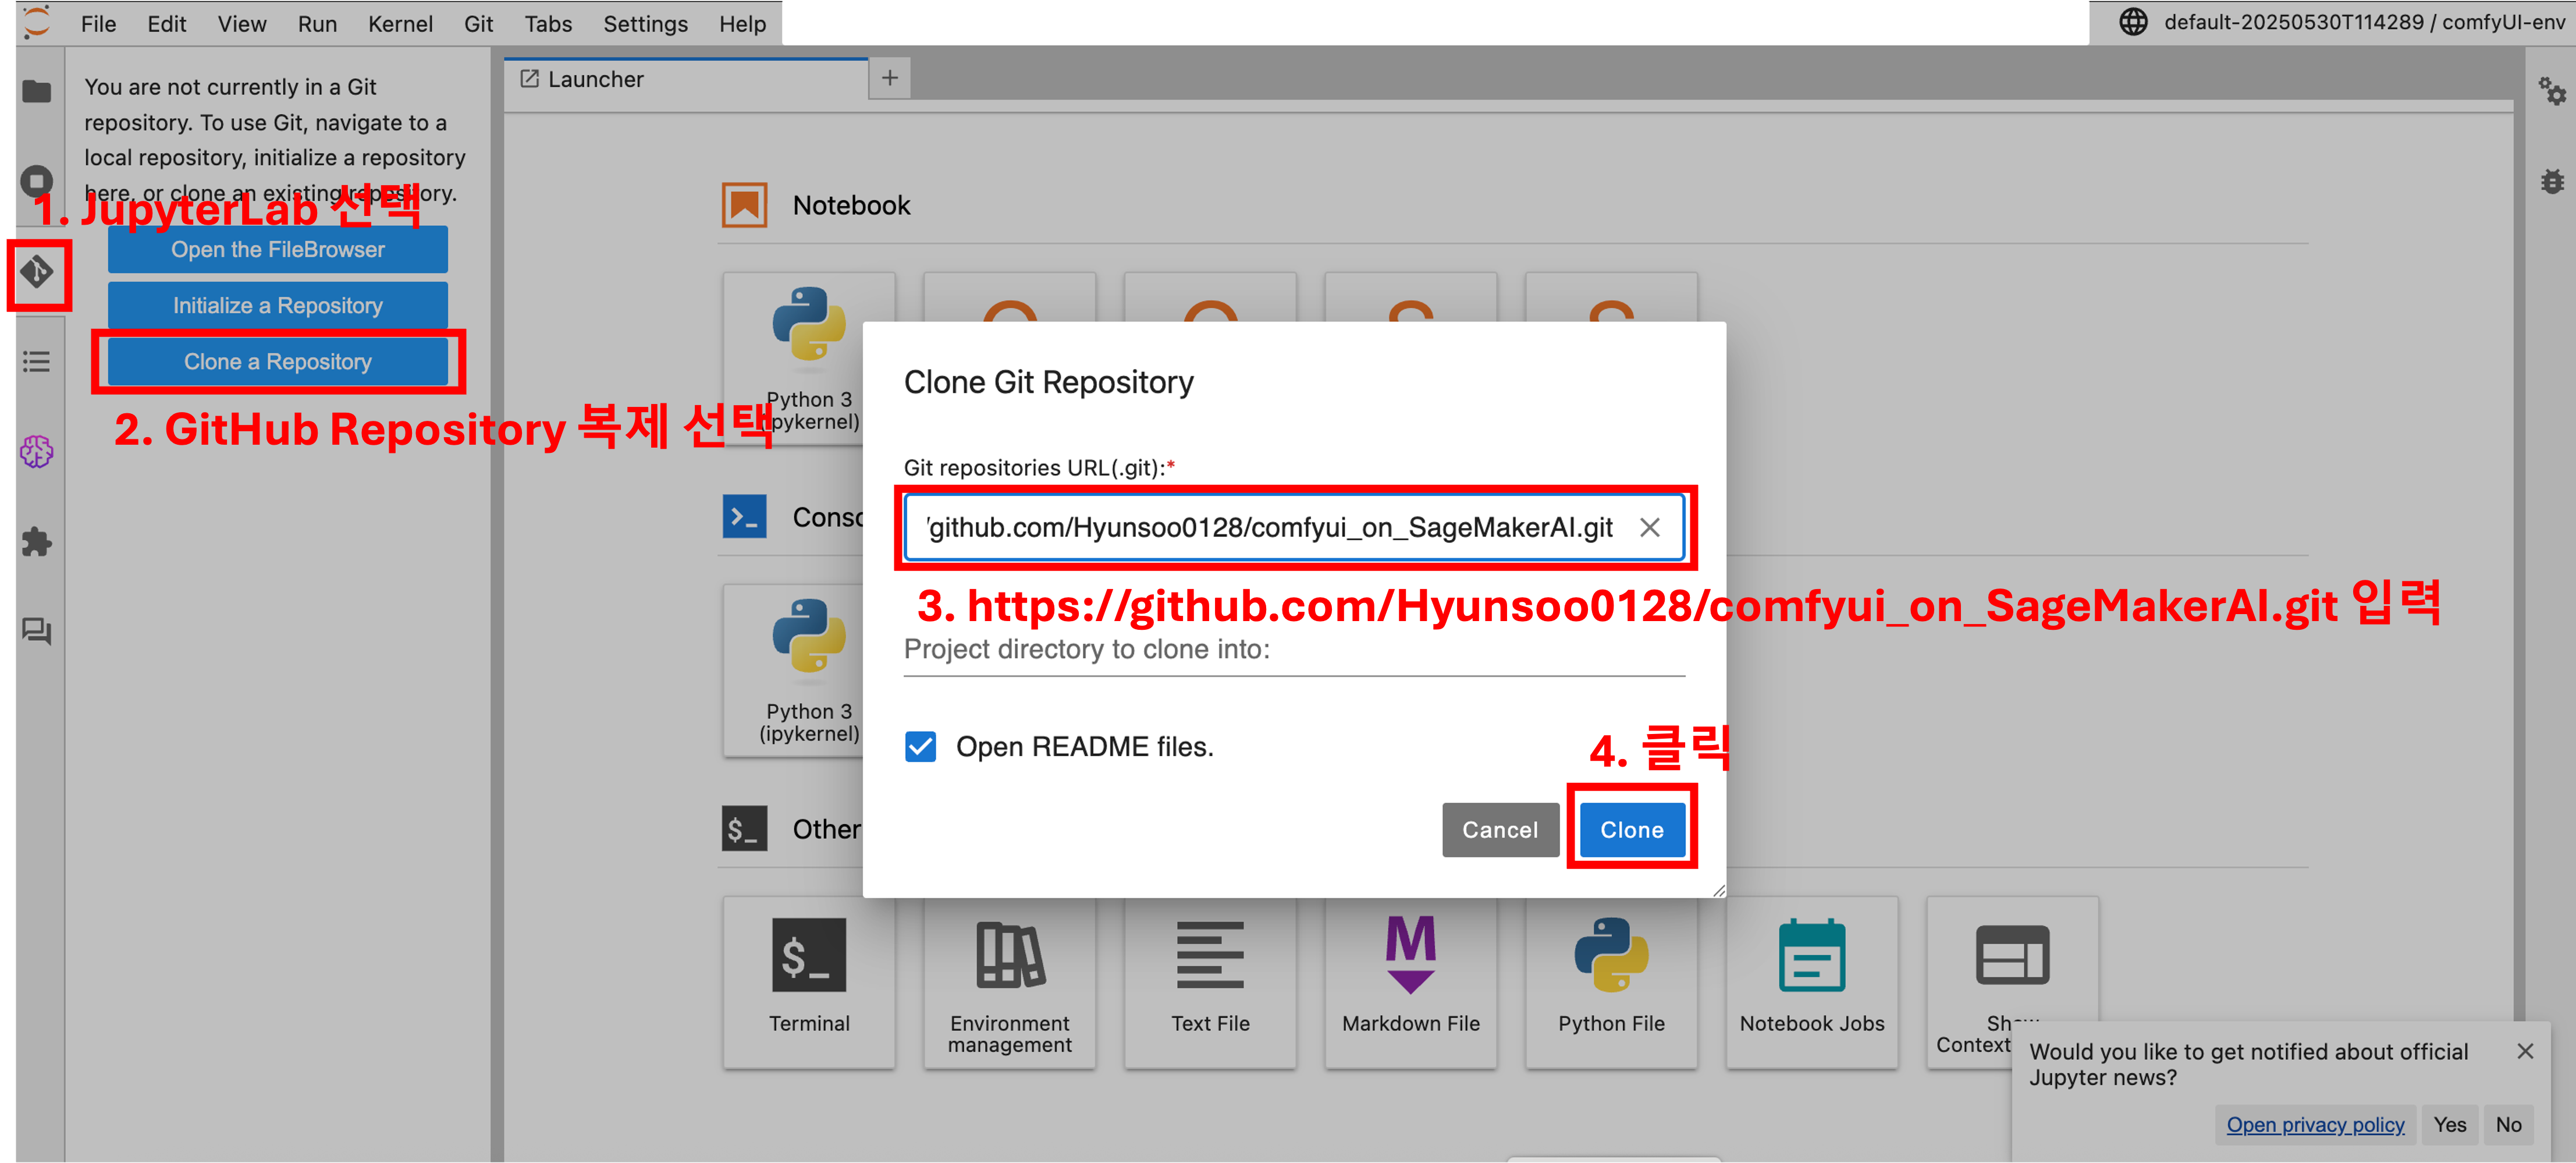 File Edit View Run Kernel Git Tabs Settings Help
default-20250530T114289 / comfyUI-env
You are not currently in a Git
repository. To use Git, navigate to a
local repository, initialize a repository
here, or clone an existing repository.
1. JupyterLab 선택
Open the FileBrowser
Initialize a Repository
Clone a Repository
2. GitHub Repository 복제 선택
Launcher
Notebook
Python 3
(ipykernel)
Clone Git Repository
Git repositories URL(.git):*
/github.com/Hyunsoo0128/comfyui_on_SageMakerAI.git
3. https://github.com/Hyunsoo0128/comfyui_on_SageMakerAI.git 입력
Project directory to clone into:
Open README files.
4. 클릭
Cancel
Clone
Conso
Python 3
(ipykernel)
$_ Other
$_
Terminal
Environment
management
Text File
M
Markdown File
Python File
Notebook Jobs
Show
Context
Would you like to get notified about official
Jupyter news?
Open privacy policy Yes No